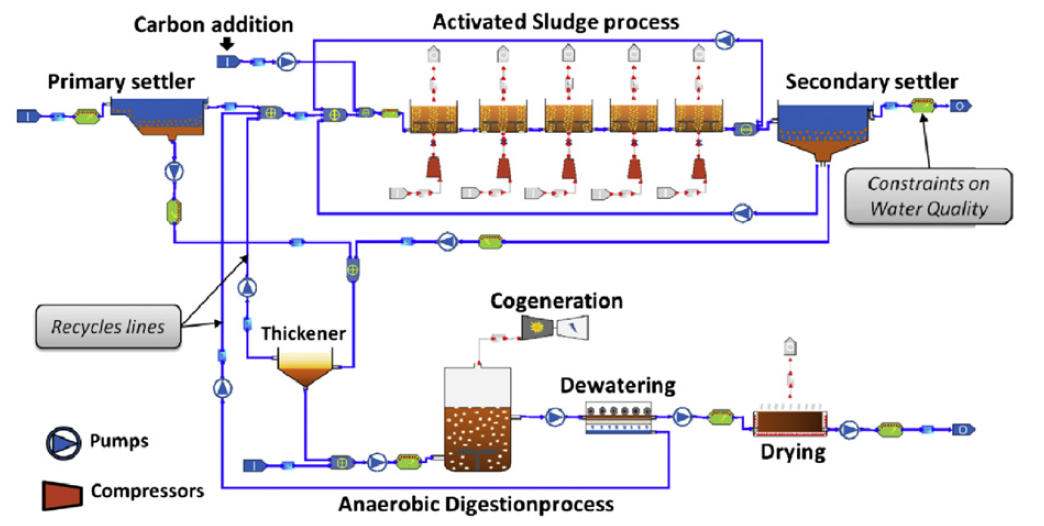 Activated Sludge process
Carbon addition
Primary settler
Secondary settler
Constraints on
Water Quality
Recycles lines
Cogeneration
Thickener
Dewatering
Drying
Pumps
Compressors
Anaerobic Digestionprocess